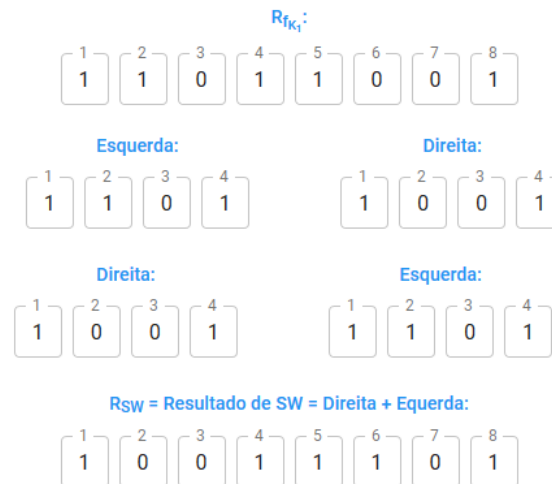 R_fK₁:
1 2 3 4 5 6 7 8
1 1 0 1 1 0 0 1
Esquerda: Direita:
1 2 3 4 1 2 3 4
1 1 0 1 1 0 0 1
Direita: Esquerda:
1 2 3 4 1 2 3 4
1 0 0 1 1 1 0 1
RSW = Resultado de SW = Direita + Equerda:
1 2 3 4 5 6 7 8
1 0 0 1 1 1 0 1